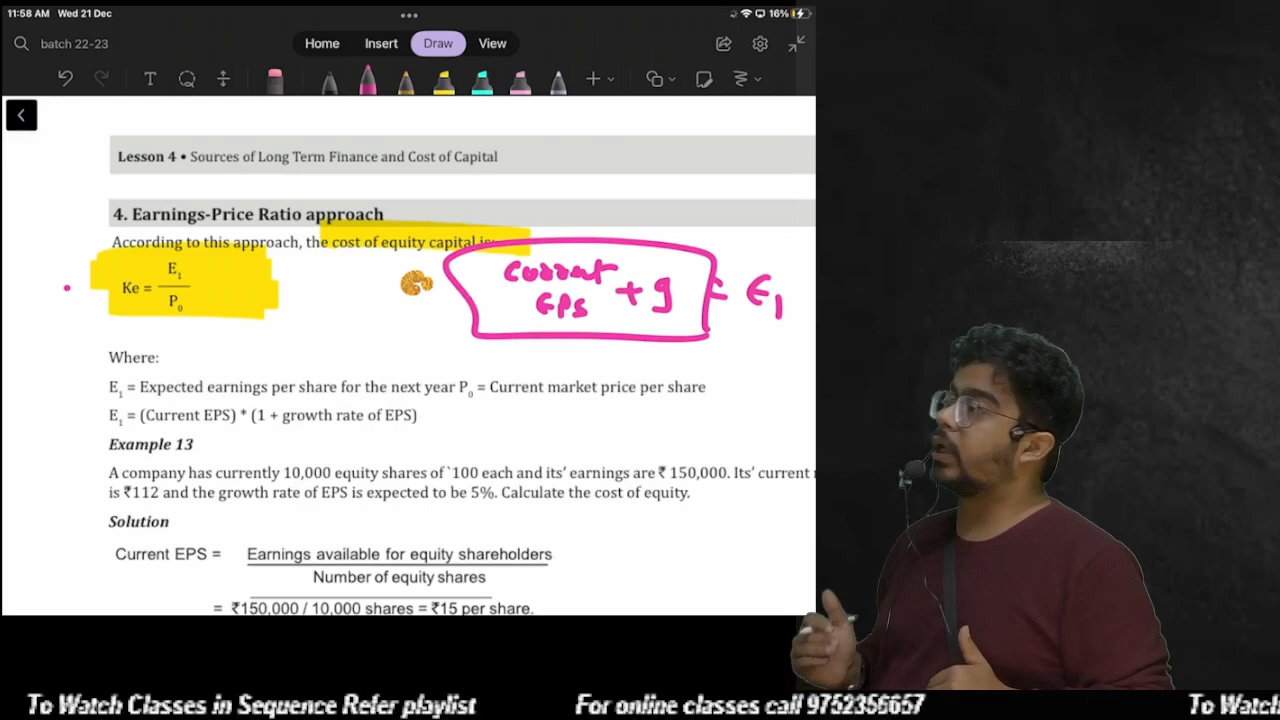 11:58 AM Wed 21 Dec
16%
batch 22-23
Home Insert Draw View
Lesson 4 • Sources of Long Term Finance and Cost of Capital
4. Earnings-Price Ratio approach
According to this approach, the cost of equity capital is:
Ke = E₁ / P₀
Current EPS + g = E₁
Where:
E₁ = Expected earnings per share for the next year P₀ = Current market price per share
E₁ = (Current EPS) * (1 + growth rate of EPS)
Example 13
A company has currently 10,000 equity shares of `100 each and its' earnings are ₹ 150,000. Its' current
is ₹112 and the growth rate of EPS is expected to be 5%. Calculate the cost of equity.
Solution
Current EPS = Earnings available for equity shareholders
Number of equity shares
= ₹150,000 / 10,000 shares = ₹15 per share.
To Watch Classes in Sequence Refer playlist For online classes call 9752356657 To Watch